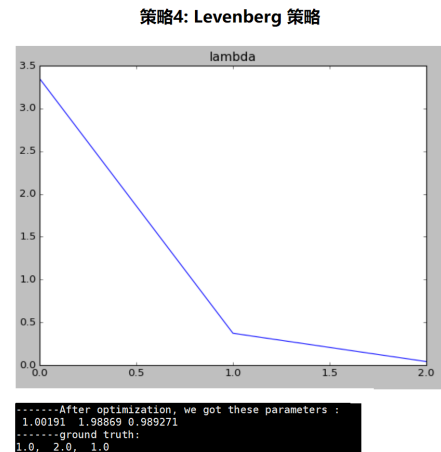 策略4: Levenberg 策略
lambda
3.5
3.0
2.5
2.0
1.5
1.0
0.5
0.0
0.0 0.5 1.0 1.5 2.0
-------After optimization, we got these parameters :
1.00191 1.98869 0.989271
-------ground truth:
1.0, 2.0, 1.0